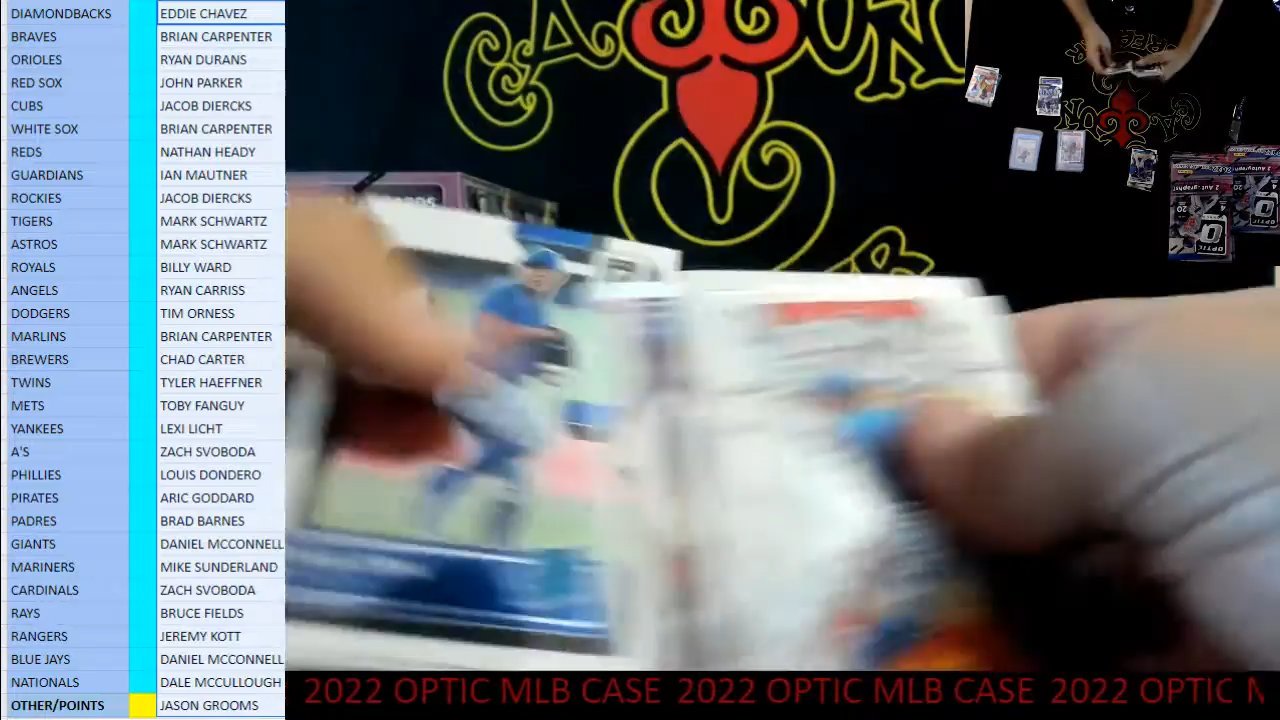 DIAMONDBACKS EDDIE CHAVEZ
BRAVES BRIAN CARPENTER
ORIOLES RYAN DURANS
RED SOX JOHN PARKER
CUBS JACOB DIERCKS
WHITE SOX BRIAN CARPENTER
REDS NATHAN HEADY
GUARDIANS IAN MAUTNER
ROCKIES JACOB DIERCKS
TIGERS MARK SCHWARTZ
ASTROS MARK SCHWARTZ
ROYALS BILLY WARD
ANGELS RYAN CARRISS
DODGERS TIM ORNESS
MARLINS BRIAN CARPENTER
BREWERS CHAD CARTER
TWINS TYLER HAEFFNER
METS TOBY FANGUY
YANKEES LEXI LICHT
A'S ZACH SVOBODA
PHILLIES LOUIS DONDERO
PIRATES ARIC GODDARD
PADRES BRAD BARNES
GIANTS DANIEL MCCONNELL
MARINERS MIKE SUNDERLAND
CARDINALS ZACH SVOBODA
RAYS BRUCE FIELDS
RANGERS JEREMY KOTT
BLUE JAYS DANIEL MCCONNELL
NATIONALS DALE MCCULLOUGH
OTHER/POINTS JASON GROOMS
2022 OPTIC MLB CASE 2022 OPTIC MLB CASE 2022 OPTIC